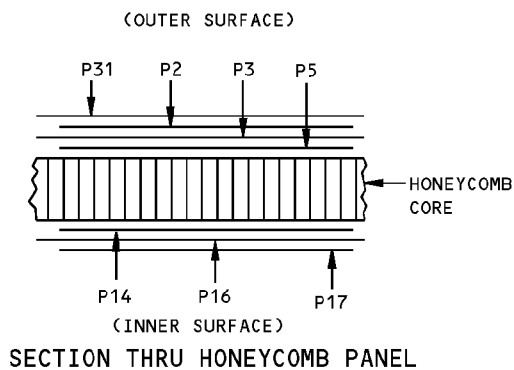 (OUTER SURFACE)
P31 P2 P3 P5
HONEYCOMB
CORE
P14 P16 P17
(INNER SURFACE)
SECTION THRU HONEYCOMB PANEL